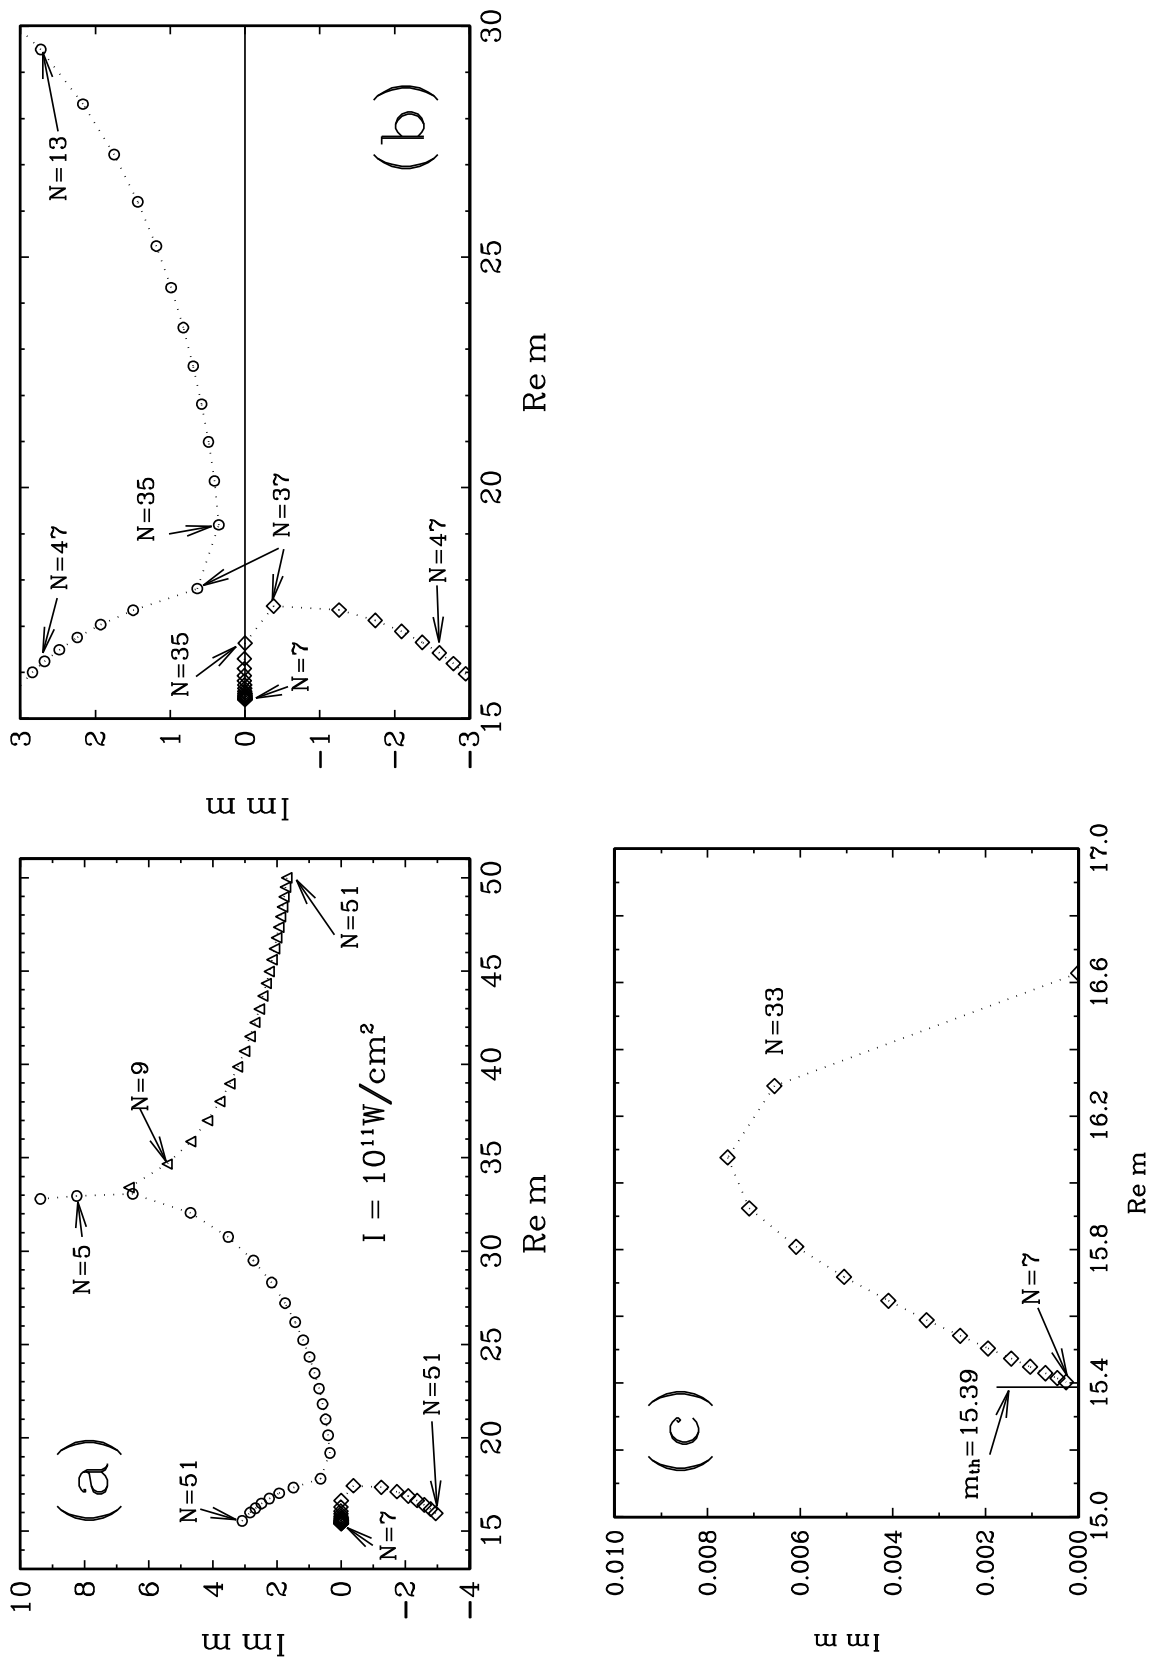 (a)
N=51
N=5
N=9
N=51
N=7
N=51
I = 10¹¹W/cm²
10
8
6
4
2
0
−2
−4
15
20
25
30
35
40
45
50
Im m
Re m
(b)
N=47
N=35
N=13
N=35
N=37
N=7
N=47
3
2
1
0
−1
−2
−3
15
20
25
30
Im m
Re m
(c)
N=33
mth=15.39
N=7
0.010
0.008
0.006
0.004
0.002
0.000
15.0
15.4
15.8
16.2
16.6
17.0
Im m
Re m